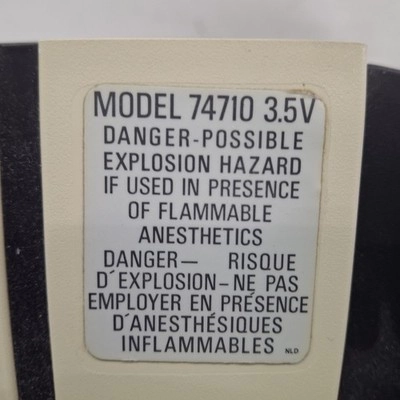 MODEL 74710 3.5V
DANGER-POSSIBLE
EXPLOSION HAZARD
IF USED IN PRESENCE
OF FLAMMABLE
ANESTHETICS
DANGER— RISQUE
D´EXPLOSION–NE PAS
EMPLOYER EN PRÉSENCE
D´ANESTHÉSIQUES
INFLAMMABLES NLD